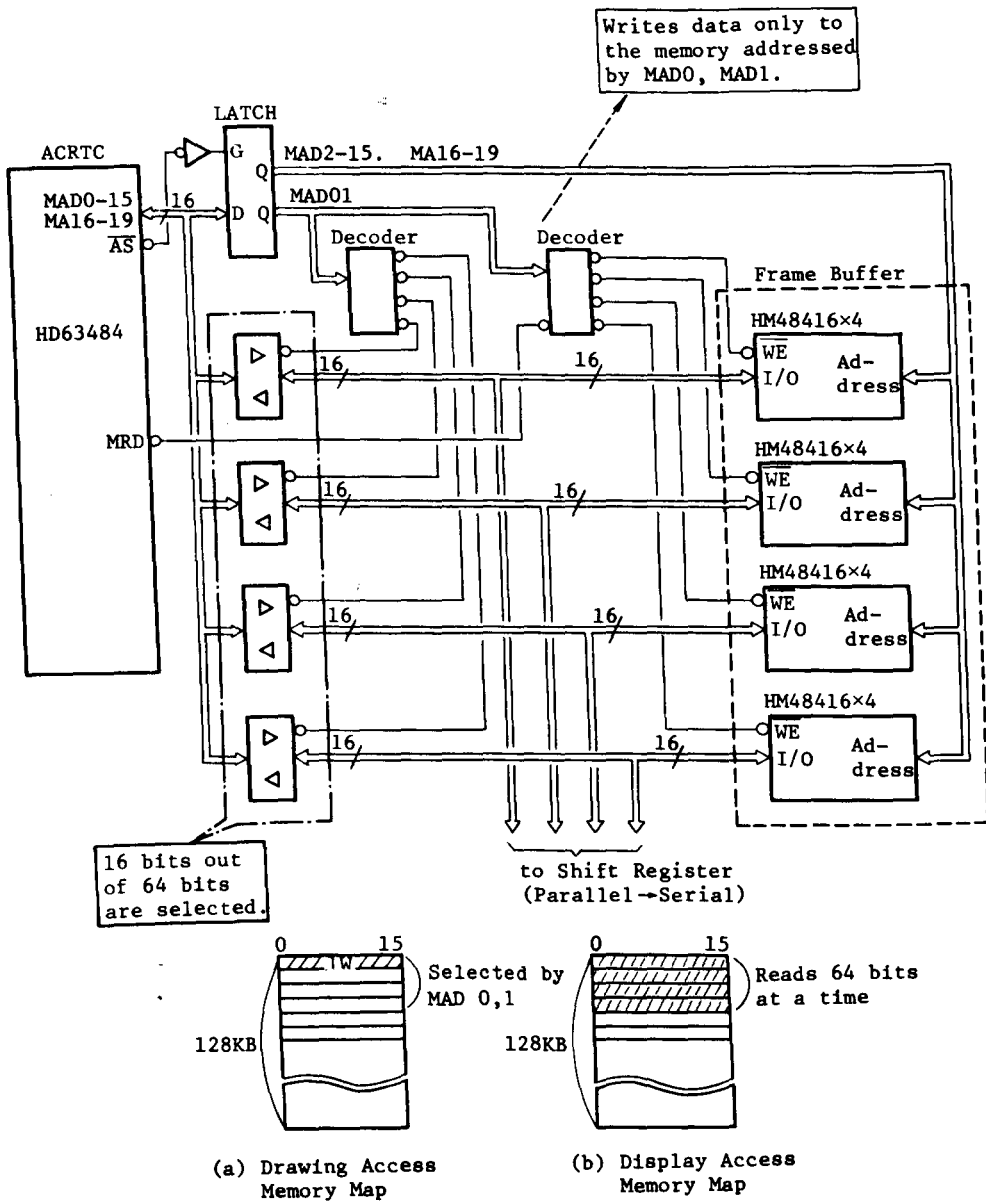 Writes data only to
the memory addressed
by MAD0, MAD1.
LATCH
ACRTC
G
Q
MAD2-15. MA16-19
MAD0-15
MA16-19
16
D Q
MAD01
AS
Decoder
Decoder
Frame Buffer
HD63484
HM48416×4
WE
I/O
Ad-
dress
16
16
MRD
HM48416×4
WE
I/O
Ad-
dress
16
16
HM48416×4
WE
I/O
Ad-
dress
16
16
HM48416×4
WE
I/O
Ad-
dress
16
16
16 bits out
of 64 bits
are selected.
to Shift Register
(Parallel→Serial)
0 15
1W
Selected by
MAD 0,1
128KB
0 15
Reads 64 bits
at a time
128KB
(a) Drawing Access
Memory Map
(b) Display Access
Memory Map